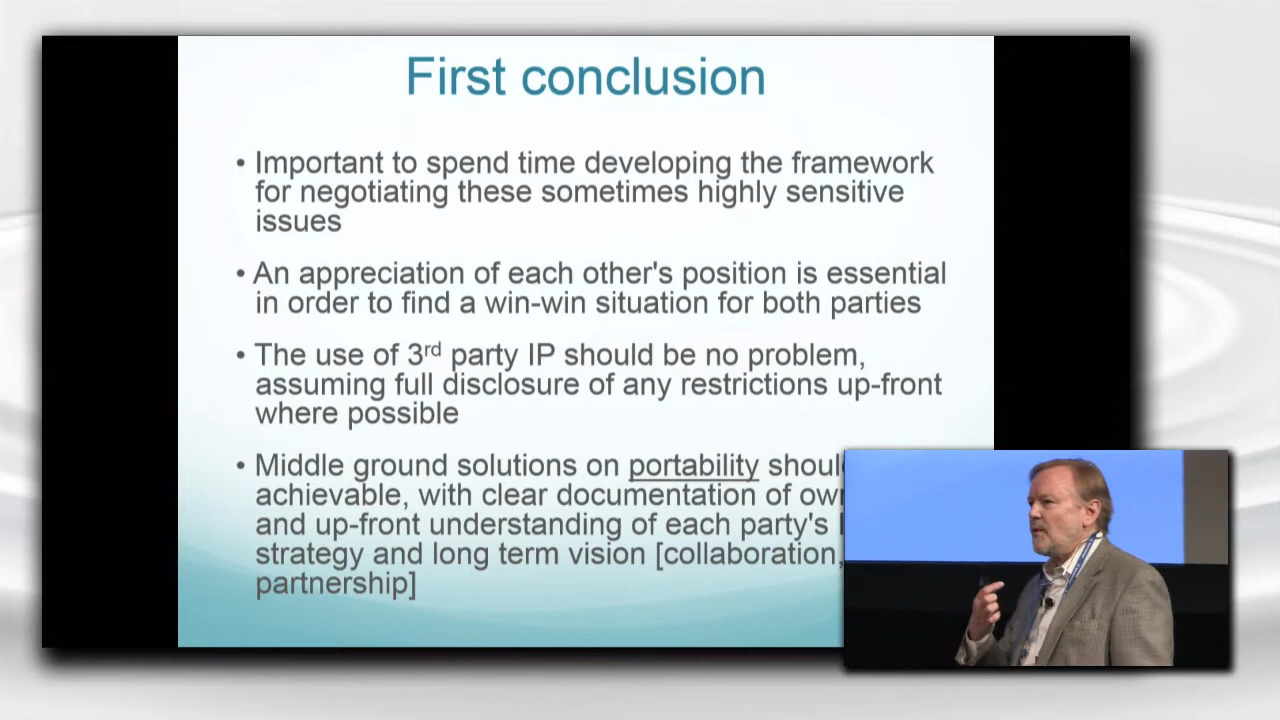 First conclusion
• Important to spend time developing the framework
for negotiating these sometimes highly sensitive
issues
• An appreciation of each other's position is essential
in order to find a win-win situation for both parties
• The use of 3rd party IP should be no problem,
assuming full disclosure of any restrictions up-front
where possible
• Middle ground solutions on portability
achievable, with clear documentation of
and up-front understanding of each party's
strategy and long term vision [collaboration,
partnership]